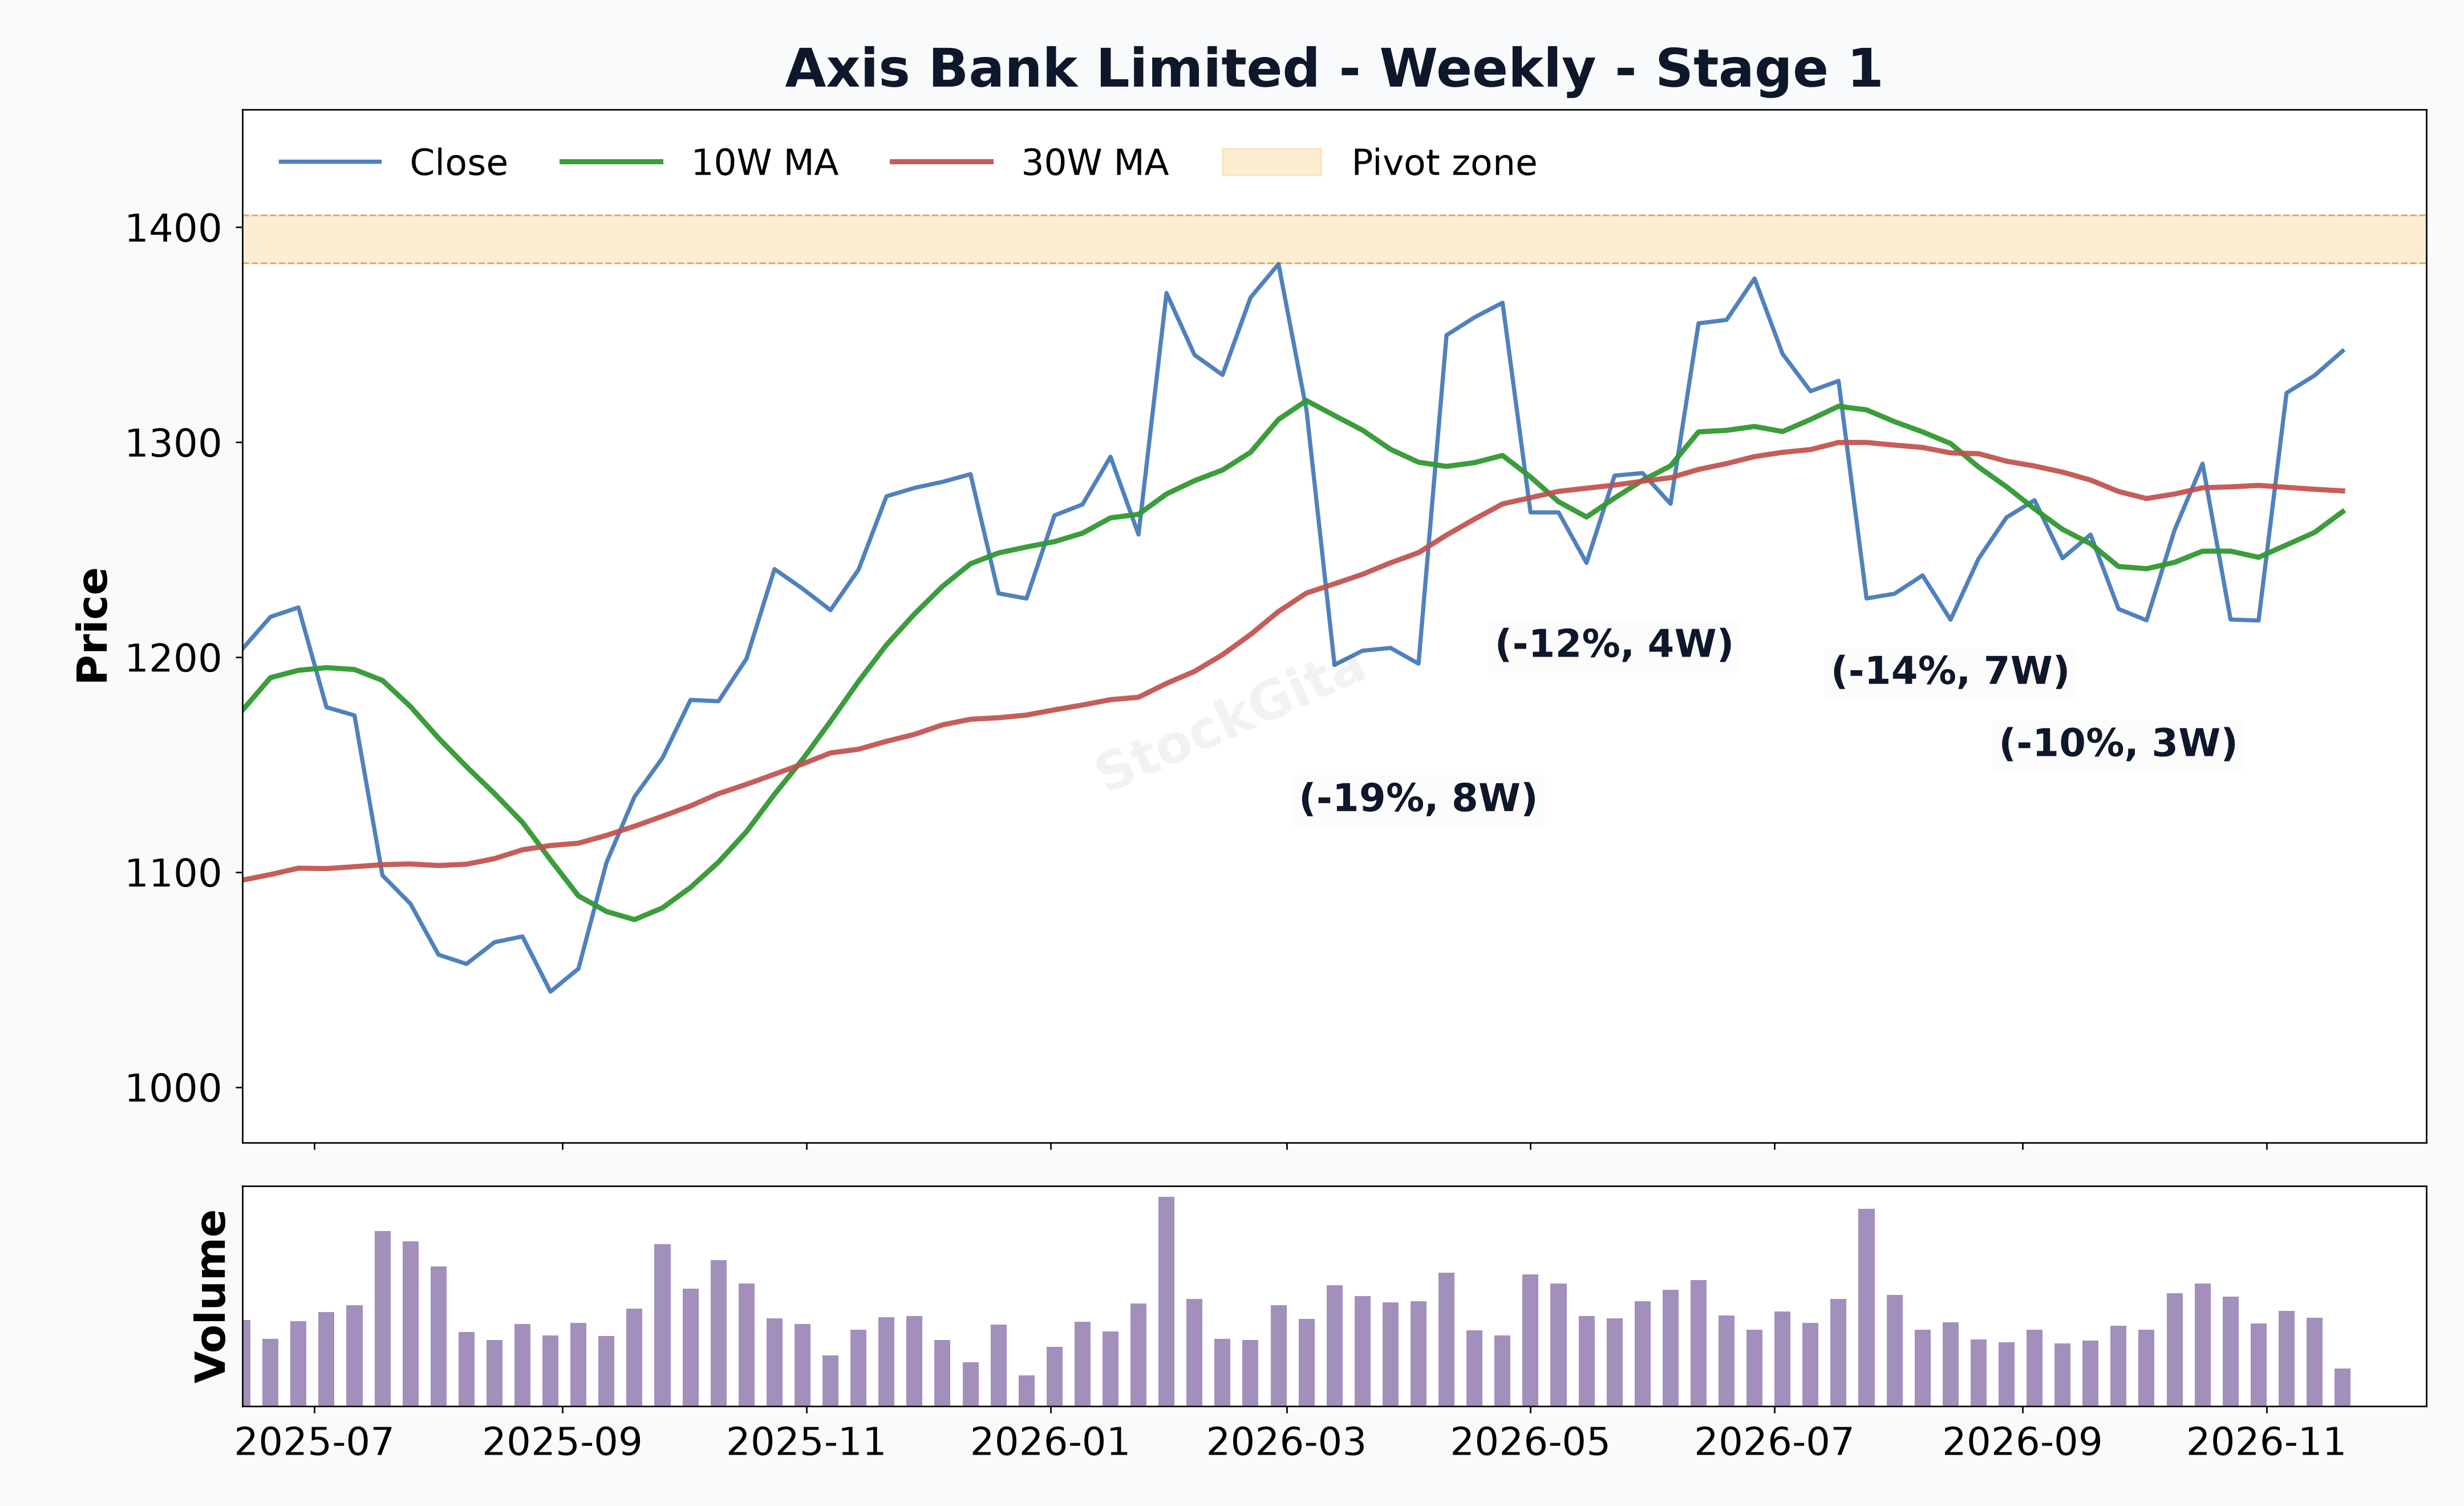 Axis Bank Limited - Weekly - Stage 1
Close 10W MA 30W MA Pivot zone
Price
1400
1300
1200
1100
1000
(-12%, 4W)
(-14%, 7W)
(-10%, 3W)
(-19%, 8W)
StockGita
Volume
2025-07 2025-09 2025-11 2026-01 2026-03 2026-05 2026-07 2026-09 2026-11